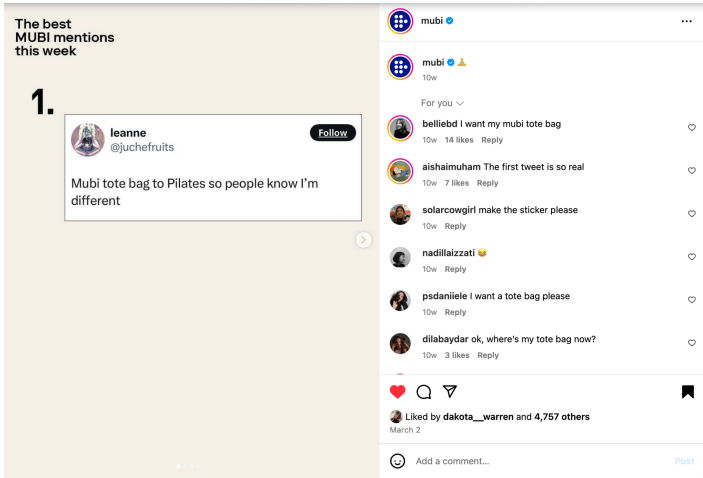 The best
MUBI mentions
this week
1.
leanne
@juchefruits
Follow
Mubi tote bag to Pilates so people know I'm
different
mubi
mubi 🙏🏼
10w
For you
belliebd I want my mubi tote bag
10w 14 likes Reply
aishaimuham The first tweet is so real
10w 7 likes Reply
solarcowgirl make the sticker please
10w Reply
nadillaizzati 😂
10w Reply
psdaniiele I want a tote bag please
10w Reply
dilabaydar ok, where's my tote bag now?
10w 3 likes Reply
Liked by dakota__warren and 4,757 others
March 2
Add a comment...
Post